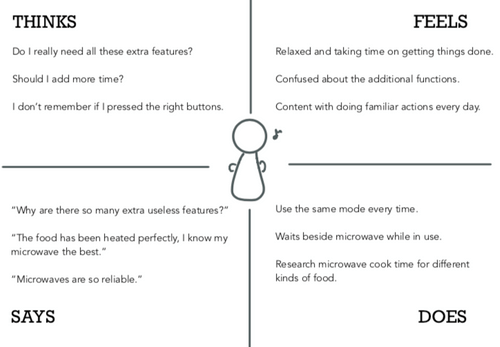 THINKS
Do I really need all these extra features?
Should I add more time?
I don't remember if I pressed the right buttons.
FEELS
Relaxed and taking time on getting things done.
Confused about the additional functions.
Content with doing familiar actions every day.
"Why are there so many extra useless features?"
"The food has been heated perfectly, I know my
microwave the best."
"Microwaves are so reliable."
SAYS
Use the same mode every time.
Waits beside microwave while in use.
Research microwave cook time for different
kinds of food.
DOES